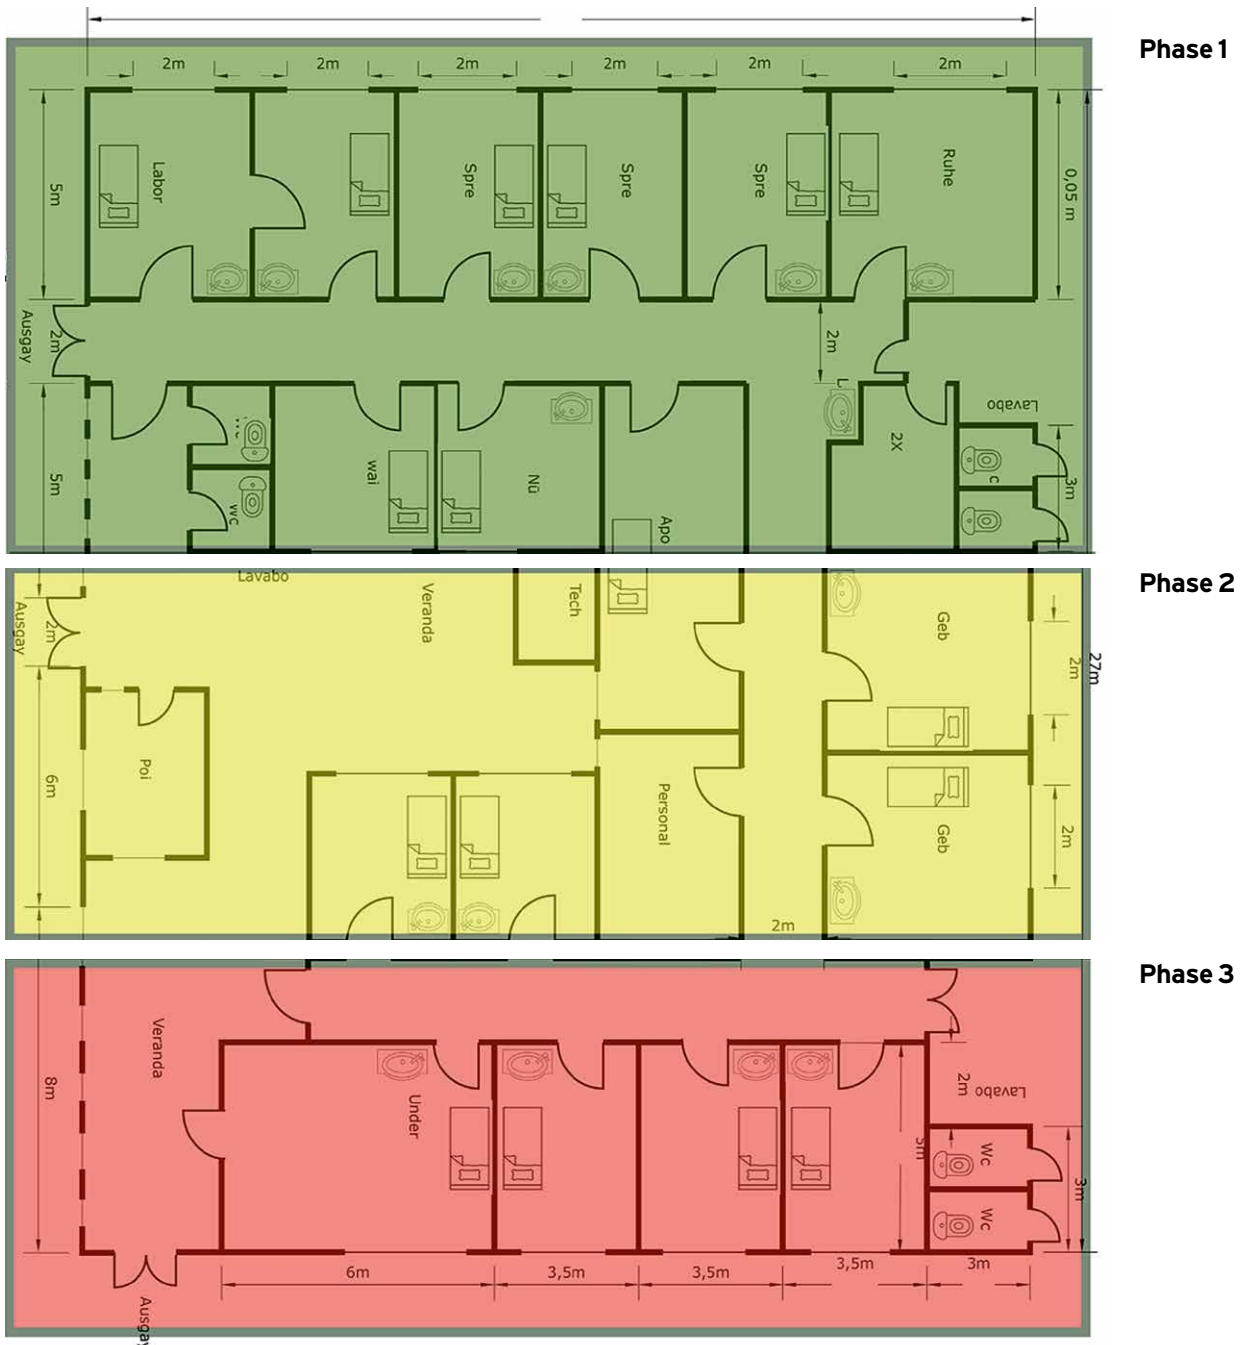 Phase 1
2m
2m
2m
2m
2m
2m
5m
Labor
Spre
Spre
Spre
Ruhe
0,05 m
Ausgay
2m
2m
L
Lavabo
5m
wc
wai
Nü
Apo
2X
c
3m
Phase 2
Lavabo
Ausgay
2m
Veranda
Tech
Geb
2m
27m
6m
Poi
Personal
Geb
2m
2m
Phase 3
8m
Veranda
Under
2m
Lavabo
Wc
Wc
3m
6m
3,5m
3,5m
3,5m
3m